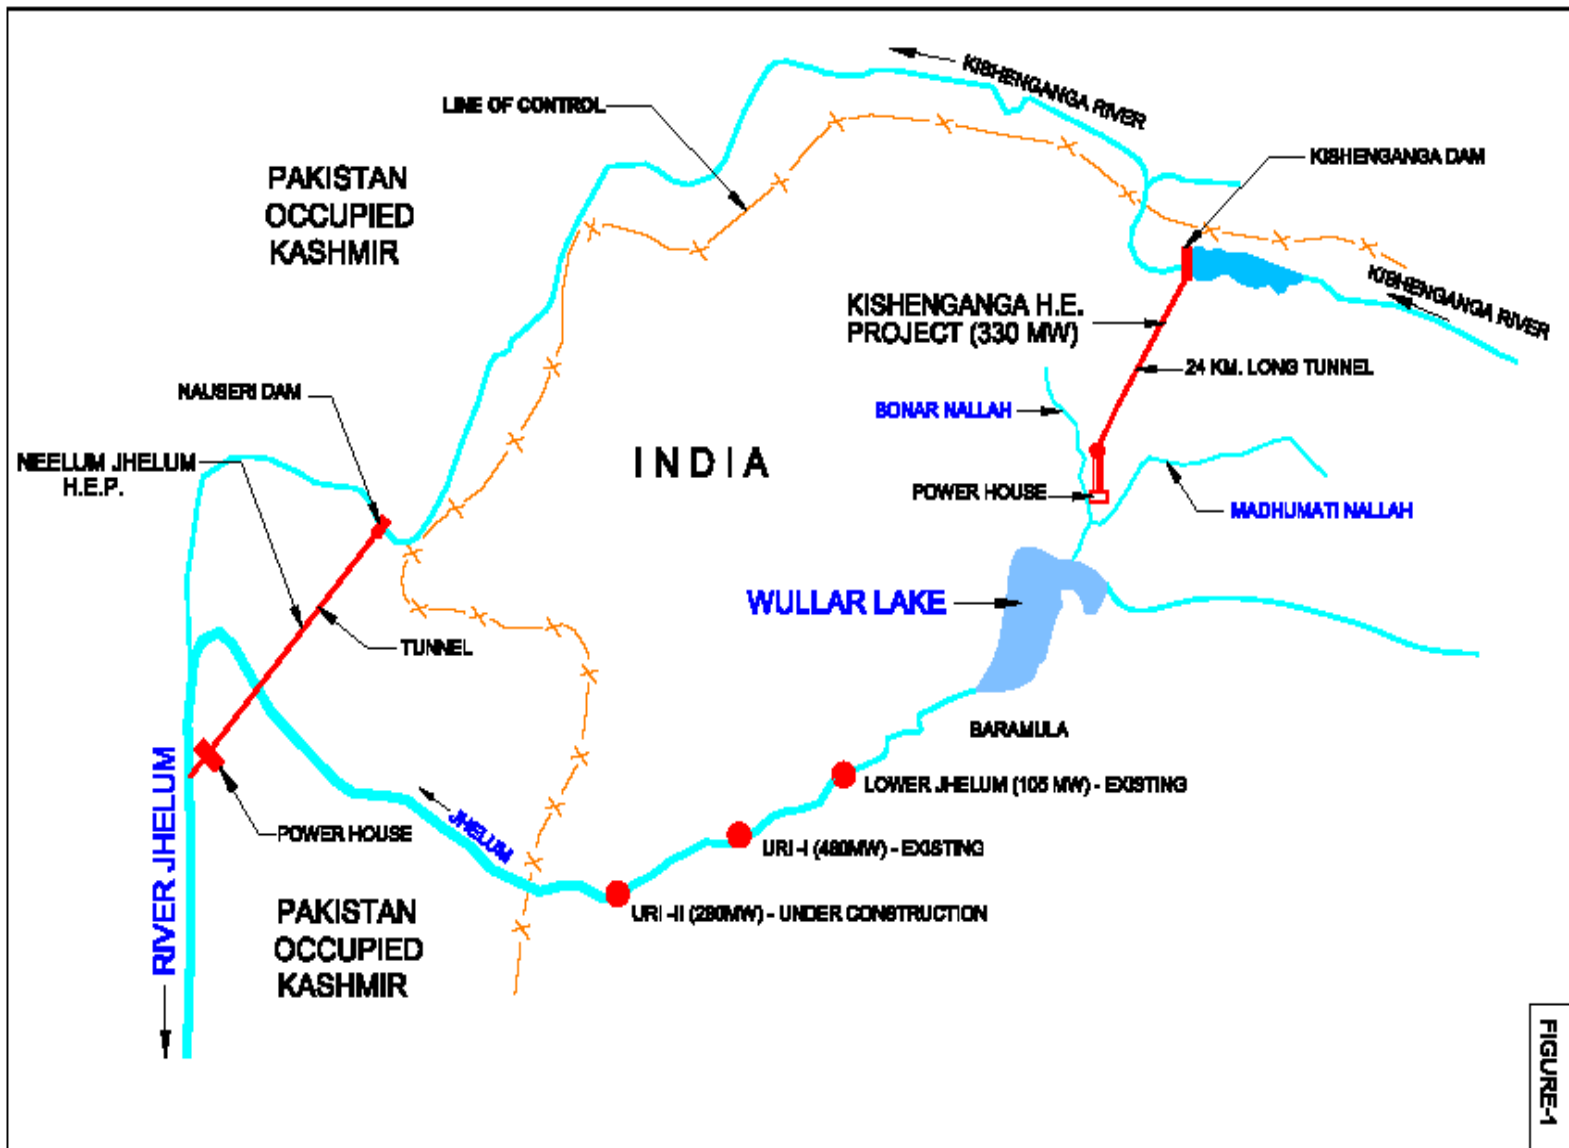 KISHENGANGA RIVER
LINE OF CONTROL
KISHENGANGA DAM
PAKISTAN
OCCUPIED
KASHMIR
KISHENGANGA RIVER
KISHENGANGA H.E.
PROJECT (330 MW)
24 KM. LONG TUNNEL
NAUSERI DAM
BONAR NALLAH
INDIA
NEELUM JHELUM
H.E.P.
POWER HOUSE
MADHUMATI NALLAH
WULLAR LAKE
TUNNEL
BARAMULA
RIVER JHELUM
LOWER JHELUM (105 MW) - EXISTING
JHELUM
POWER HOUSE
URI -I (480MW) - EXISTING
URI -II (280MW) - UNDER CONSTRUCTION
PAKISTAN
OCCUPIED
KASHMIR
FIGURE-1